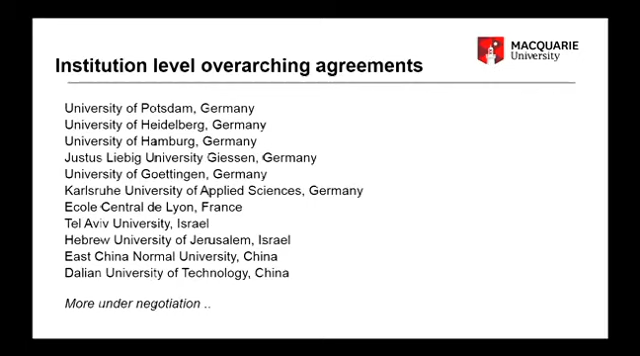 MACQUARIE
University
Institution level overarching agreements
University of Potsdam, Germany
University of Heidelberg, Germany
University of Hamburg, Germany
Justus Liebig University Giessen, Germany
University of Goettingen, Germany
Karlsruhe University of Applied Sciences, Germany
Ecole Central de Lyon, France
Tel Aviv University, Israel
Hebrew University of Jerusalem, Israel
East China Normal University, China
Dalian University of Technology, China
More under negotiation ..